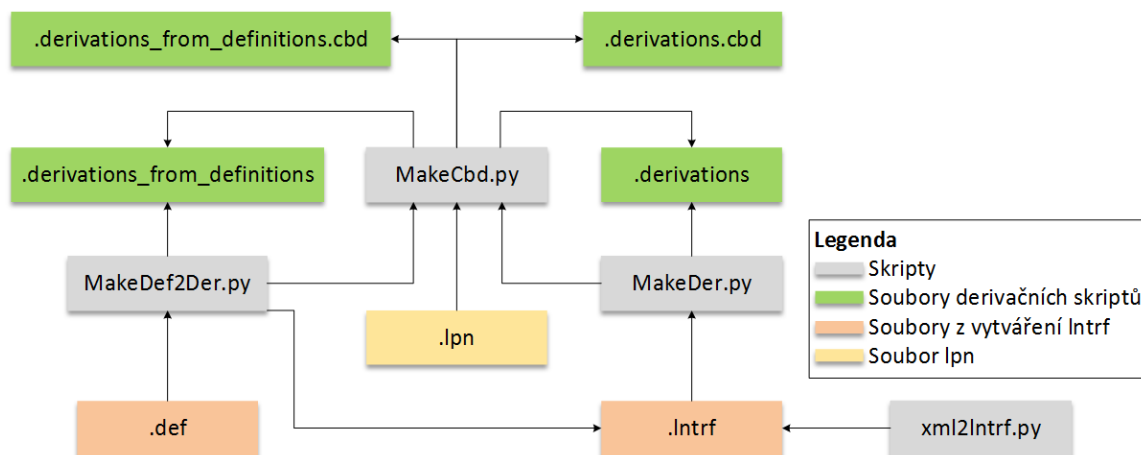 .derivations_from_definitions.cbd
.derivations.cbd
.derivations_from_definitions
MakeCbd.py
.derivations
MakeDef2Der.py
MakeDer.py
.lpn
.def
.lntrf
xml2lntrf.py
Legenda
Skripty
Soubory derivačních skriptů
Soubory z vytváření lntrf
Soubor lpn